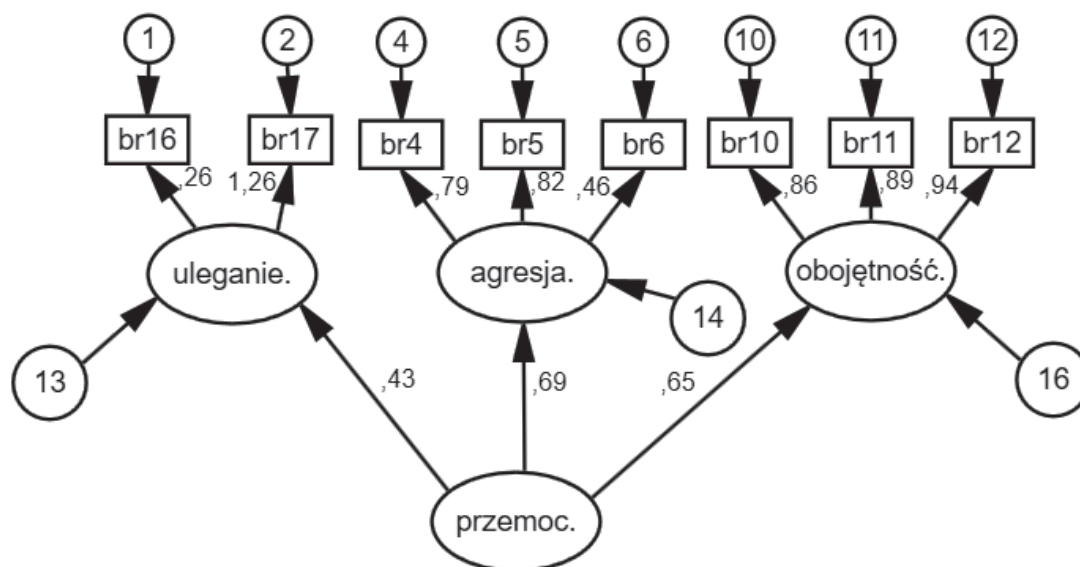 1 2 4 5 6 10 11 12
br16 br17 br4 br5 br6 br10 br11 br12
,26 1,26 ,79 ,82 ,46 ,86 ,89 ,94
uleganie. agresja. obojętność.
13 14 16
,43 ,69 ,65
przemoc.